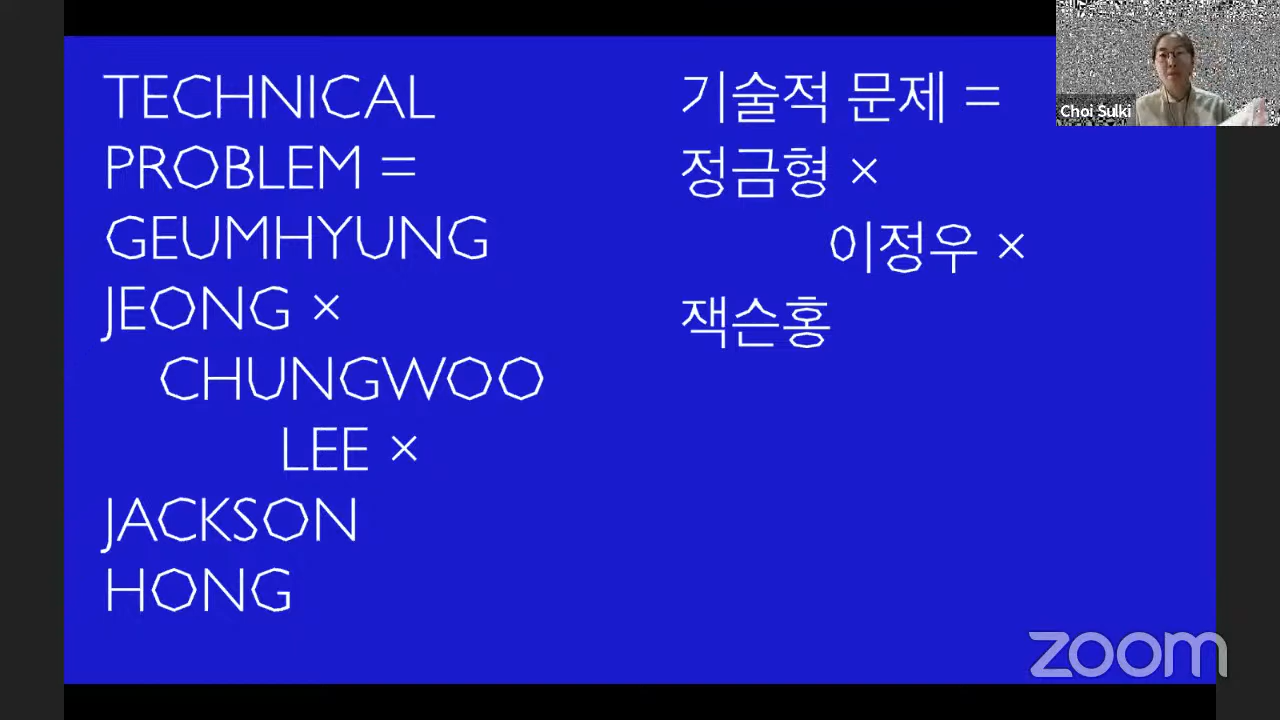 TECHNICAL
PROBLEM =
GEUMHYUNG
JEONG ×
CHUNGWOO
LEE ×
JACKSON
HONG
기술적 문제 =
정금형 ×
이정우 ×
잭슨홍
Choi Sulki
zoom